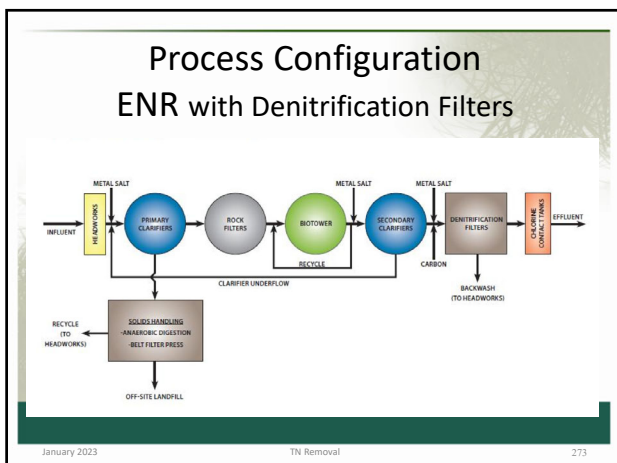 Process Configuration
ENR with Denitrification Filters
METAL SALT
METAL SALT
METAL SALT
INFLUENT
HEADWORKS
PRIMARY
CLARIFIERS
ROCK
FILTERS
BIOTOWER
SECONDARY
CLARIFIERS
DENITRIFICATION
FILTERS
CHLORINE
CONTACT TANKS
EFFLUENT
RECYCLE
CARBON
CLARIFIER UNDERFLOW
BACKWASH
(TO HEADWORKS)
SOLIDS HANDLING
-ANAEROBIC DIGESTION
-BELT FILTER PRESS
RECYCLE
(TO
HEADWORKS)
OFF-SITE LANDFILL
January 2023
TN Removal
273